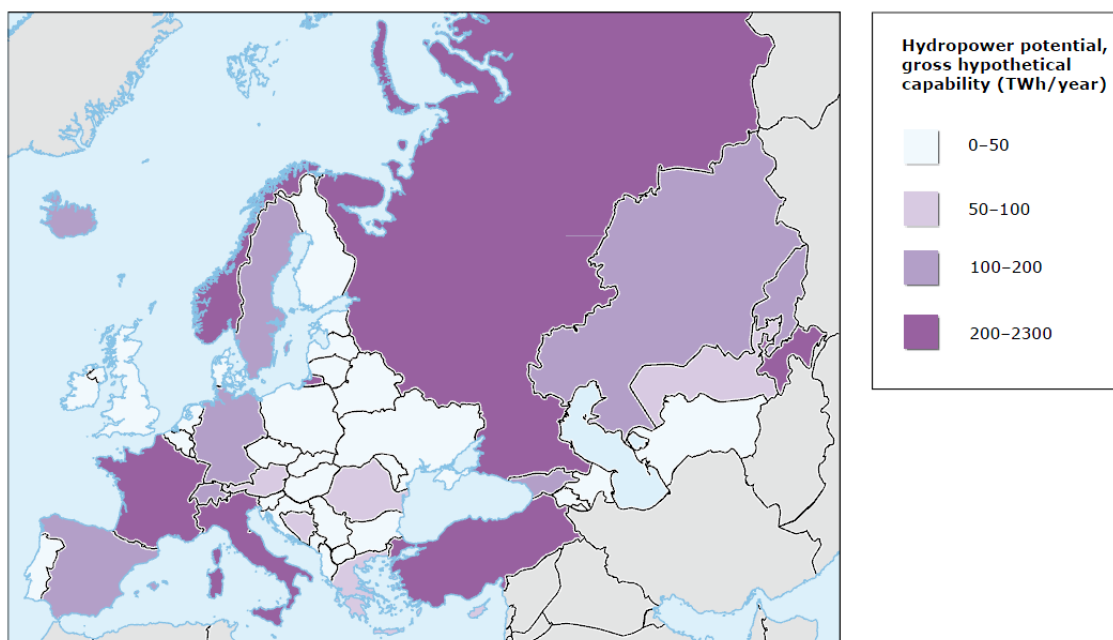 Hydropower potential,
gross hypothetical
capability (TWh/year)
0–50
50–100
100–200
200–2300